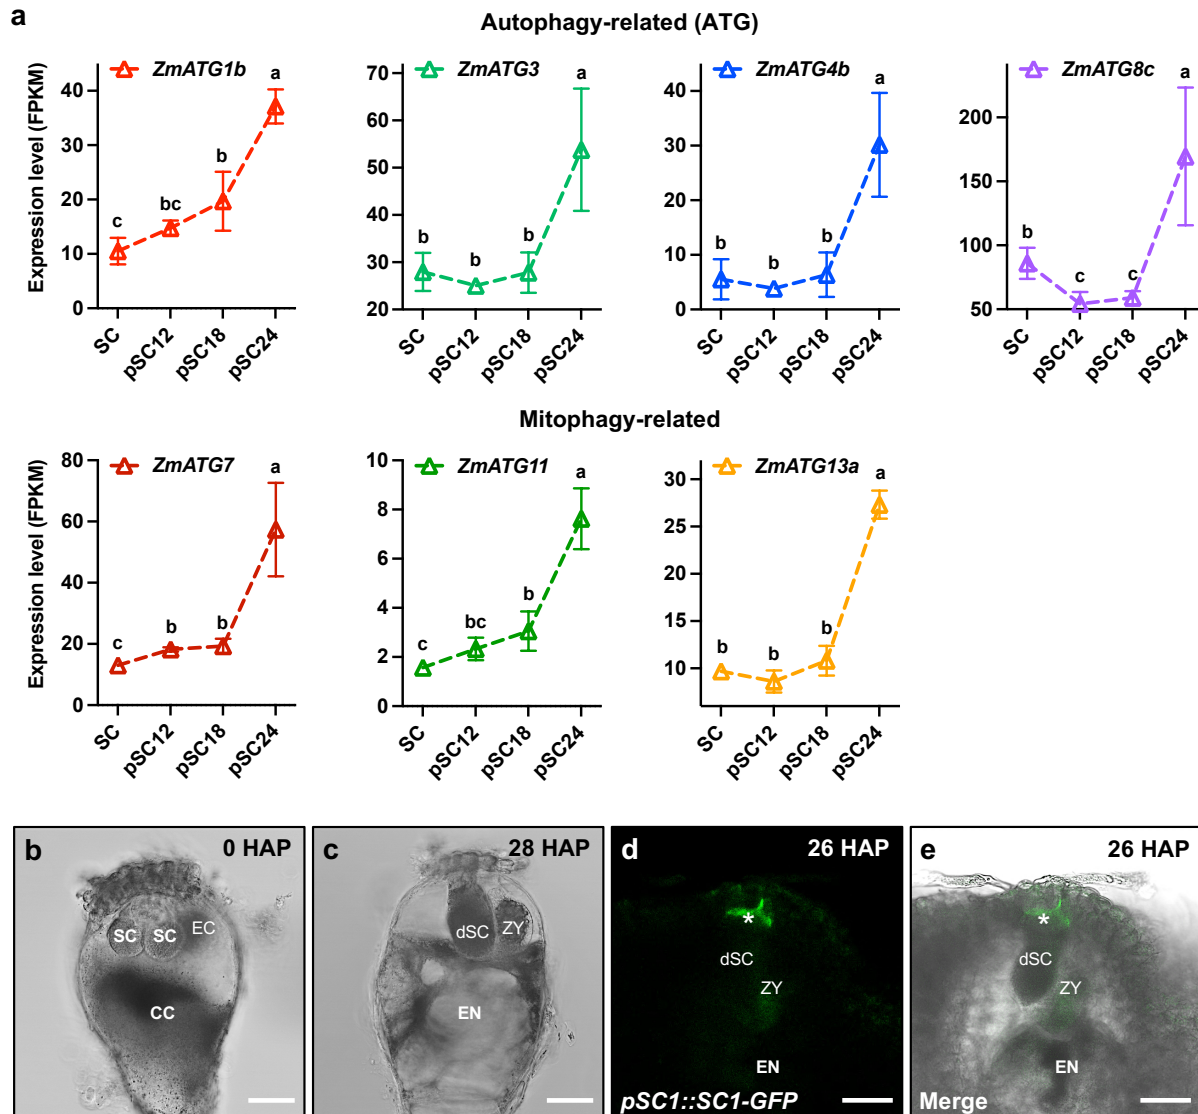 a
Autophagy-related (ATG)
ZmATG1b
ZmATG3
ZmATG4b
ZmATG8c
Expression level (FPKM)
40
30
20
10
0
c
bc
b
a
SC
pSC12
pSC18
pSC24
70
60
50
40
30
20
b
b
b
a
SC
pSC12
pSC18
pSC24
40
30
20
10
0
b
b
b
a
SC
pSC12
pSC18
pSC24
200
150
100
50
b
c
c
a
SC
pSC12
pSC18
pSC24
Mitophagy-related
ZmATG7
ZmATG11
ZmATG13a
Expression level (FPKM)
80
60
40
20
0
c
b
b
a
SC
pSC12
pSC18
pSC24
10
8
6
4
2
0
c
bc
b
a
SC
pSC12
pSC18
pSC24
30
25
20
15
10
b
b
b
a
SC
pSC12
pSC18
pSC24
b
0 HAP
SC
SC
EC
CC
c
28 HAP
dSC
ZY
EN
d
26 HAP
*
dSC
ZY
EN
pSC1::SC1-GFP
e
26 HAP
*
dSC
ZY
EN
Merge